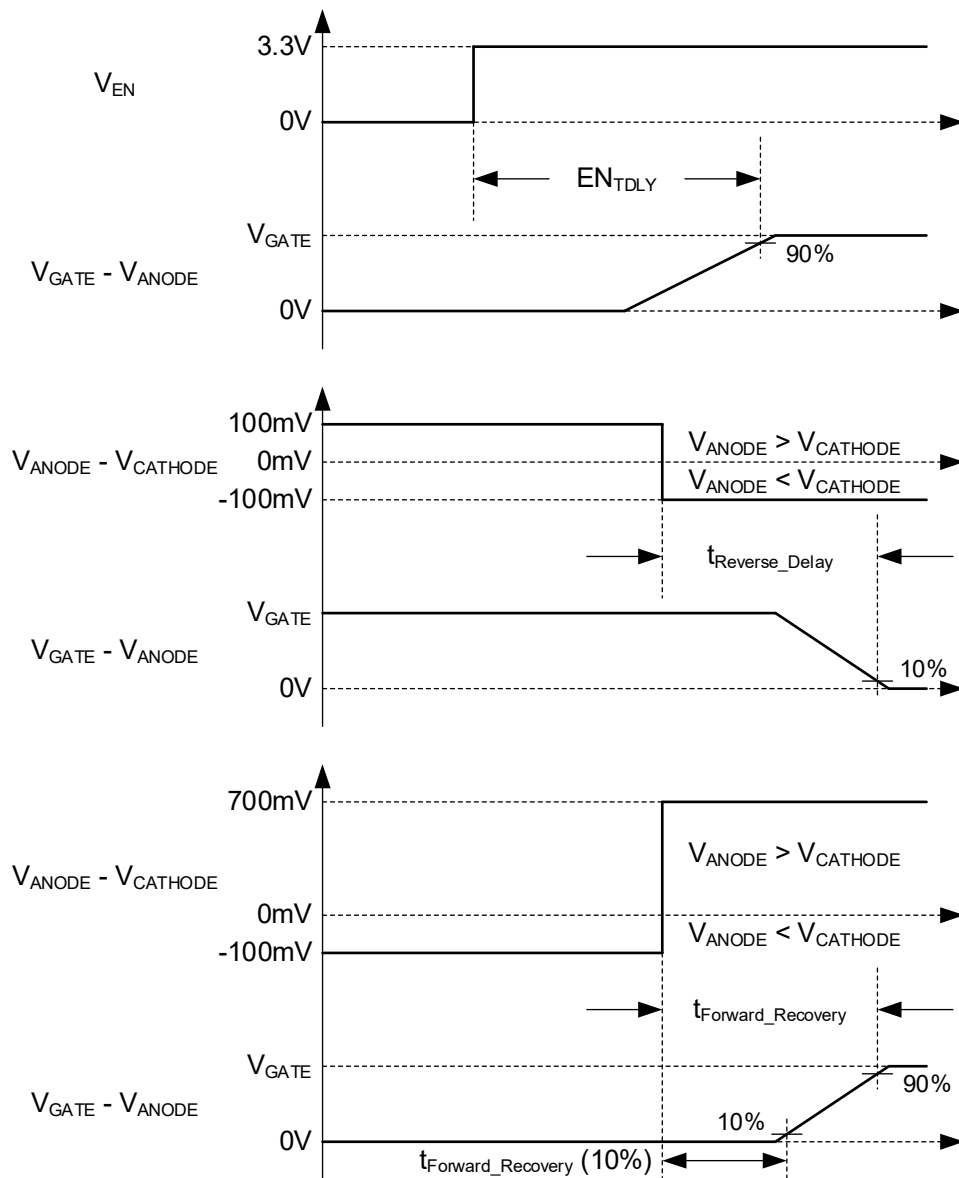 3.3V
V_EN
0V
EN_TDLY
V_GATE
90%
V_GATE - V_ANODE
0V
100mV
V_ANODE > V_CATHODE
V_ANODE - V_CATHODE
0mV
V_ANODE < V_CATHODE
-100mV
t_Reverse_Delay
V_GATE
V_GATE - V_ANODE
10%
0V
700mV
V_ANODE > V_CATHODE
V_ANODE - V_CATHODE
0mV
V_ANODE < V_CATHODE
-100mV
t_Forward_Recovery
V_GATE
90%
V_GATE - V_ANODE
10%
0V
t_Forward_Recovery (10%)